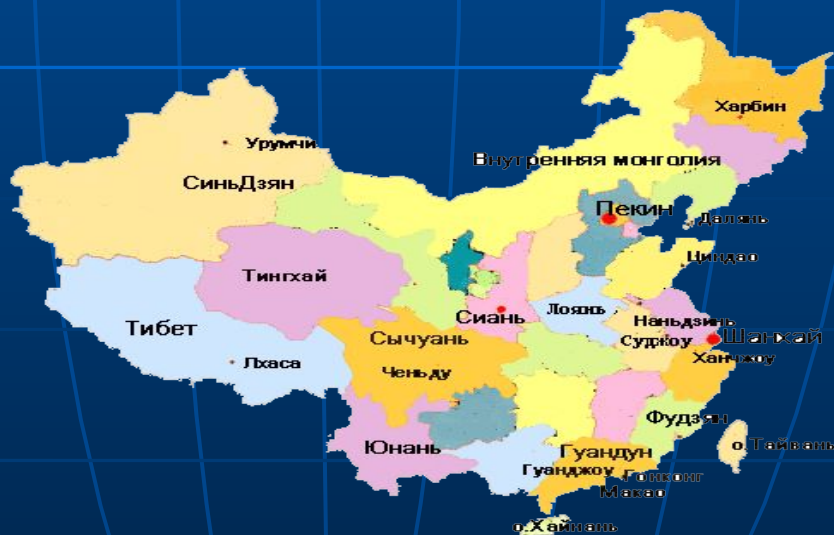 Харбин
Урумчи
Внутренняя монголия
СиньДзян
Пекин
Далянь
Циндао
Тингхай
Лоянь
Сиань
Наньдзинь
Тибет
Сычуань
Суджоу
Шанхай
Ханчжоу
Лхаса
Ченьду
Фудзян
Юнань
Гуандун
о.Тайвань
Гуанджоу
Гонконг
Макао
о.Хайнань